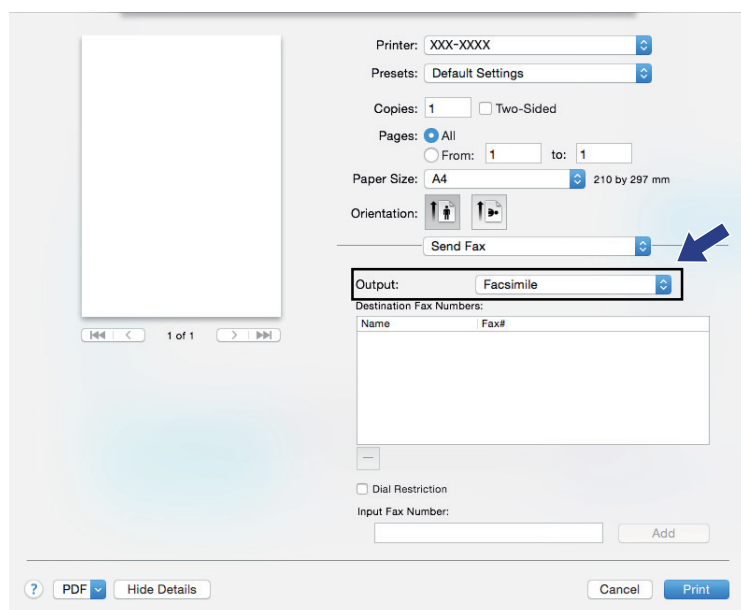 Printer: XXX-XXXX
Presets: Default Settings
Copies: 1 Two-Sided
Pages: All
From: 1 to: 1
Paper Size: A4 210 by 297 mm
Orientation:
Send Fax
Output: Facsimile
Destination Fax Numbers:
Name Fax#
1 of 1
Dial Restriction
Input Fax Number:
Add
? PDF Hide Details Cancel Print